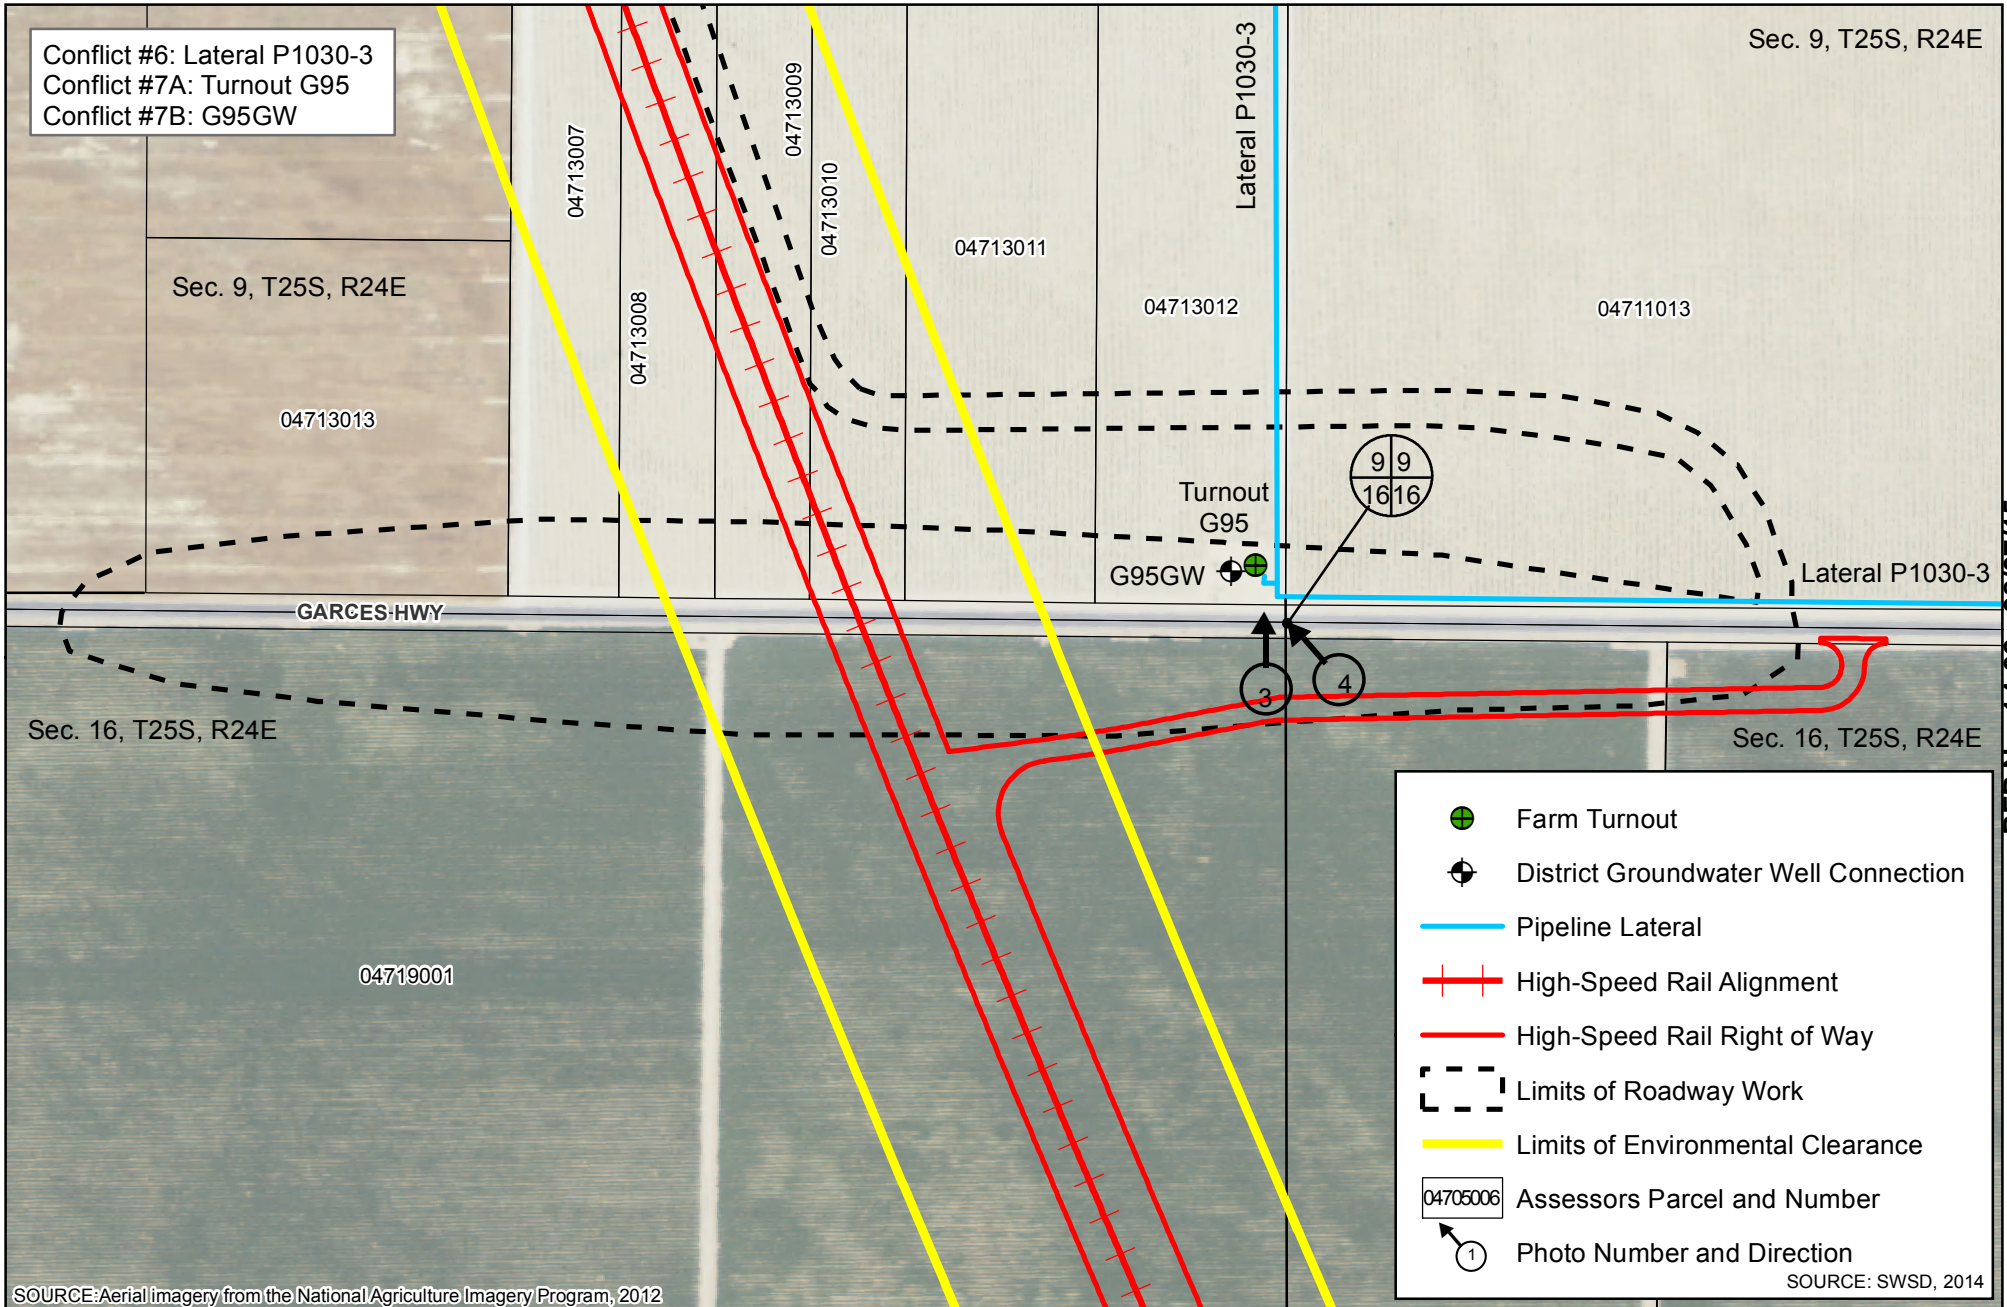 Conflict #6: Lateral P1030-3
Conflict #7A: Turnout G95
Conflict #7B: G95GW
Sec. 9, T25S, R24E
Lateral P1030-3
04713007
04713009
04713010
04713011
04713008
04713012
04711013
Sec. 9, T25S, R24E
04713013
9 9
16 16
Turnout
G95
G95GW
Lateral P1030-3
GARCES HWY
3
4
Sec. 16, T25S, R24E
Sec. 16, T25S, R24E
04719001
Farm Turnout
District Groundwater Well Connection
Pipeline Lateral
High-Speed Rail Alignment
High-Speed Rail Right of Way
Limits of Roadway Work
Limits of Environmental Clearance
04705006 Assessors Parcel and Number
1 Photo Number and Direction
SOURCE: SWSD, 2014
SOURCE:Aerial imagery from the National Agriculture Imagery Program, 2012